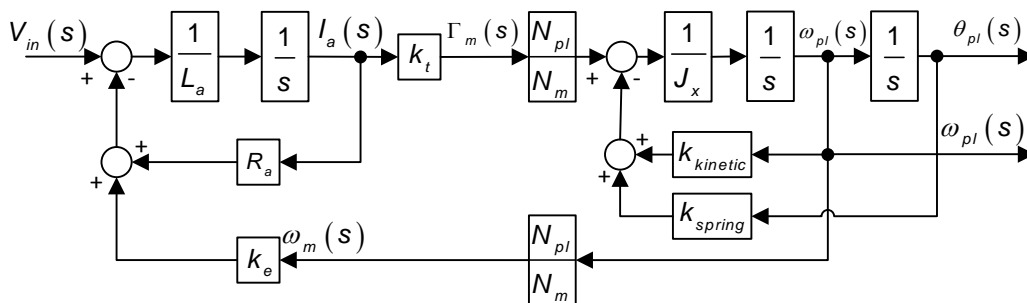 V_in(s)
+
-
1
L_a
1
s
I_a(s)
k_t
Γ_m(s)
N_pl
N_m
+
-
1
J_x
1
s
ω_pl(s)
1
s
θ_pl(s)
+
+
R_a
+
+
k_kinetic
ω_pl(s)
k_spring
k_e
ω_m(s)
N_pl
N_m